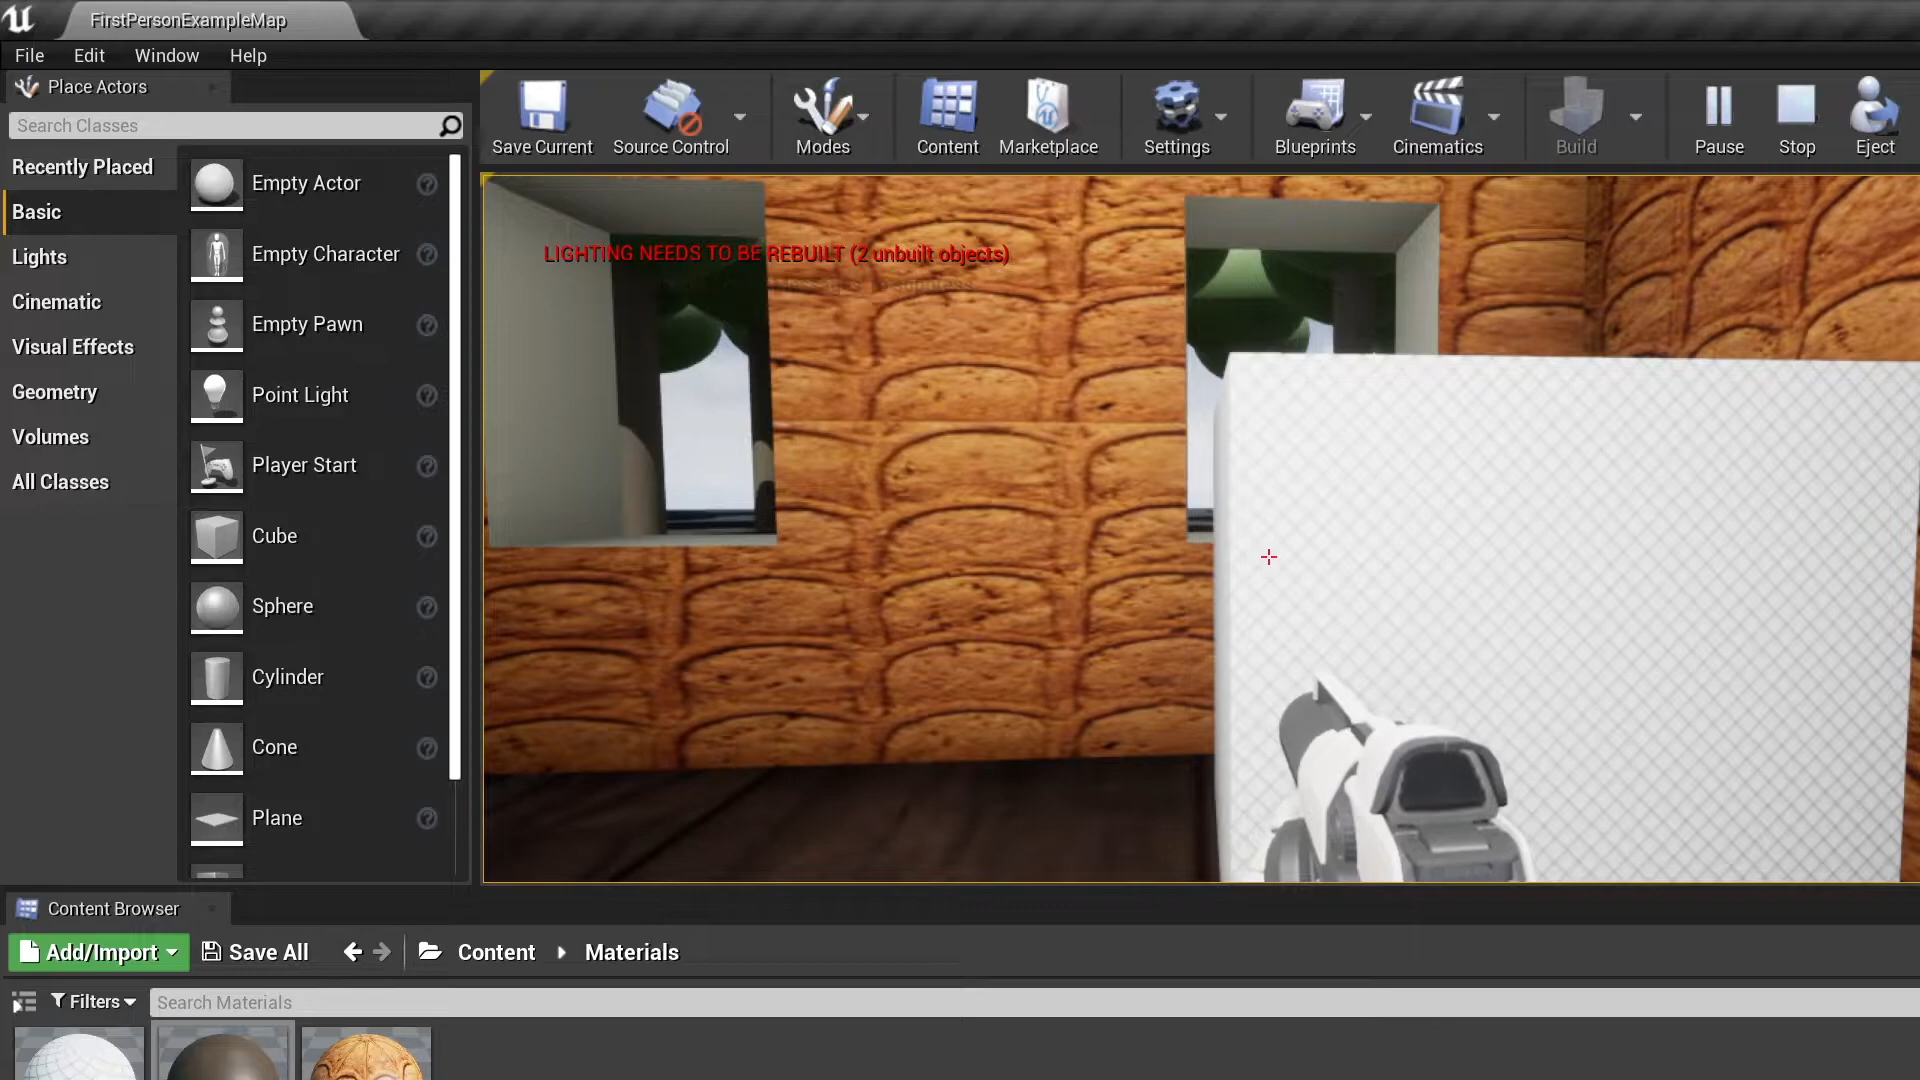 FirstPersonExampleMap
File Edit Window Help
Place Actors
Search Classes
Recently Placed
Basic
Lights
Cinematic
Visual Effects
Geometry
Volumes
All Classes
Empty Actor
Empty Character
Empty Pawn
Point Light
Player Start
Cube
Sphere
Cylinder
Cone
Plane
Save Current Source Control Modes Content Marketplace Settings Blueprints Cinematics Build Pause Stop Eject
LIGHTING NEEDS TO BE REBUILT (2 unbuilt objects)
Content Browser
Add/Import Save All Content Materials
Filters Search Materials